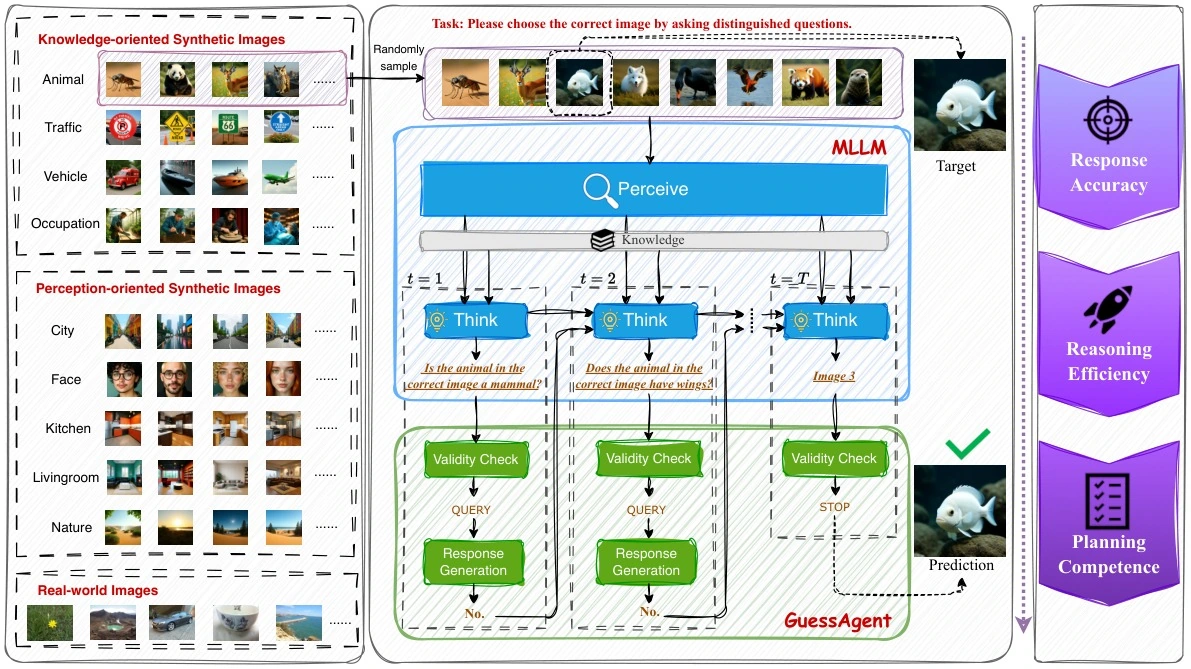 Knowledge-oriented Synthetic Images
Animal
......
Traffic
......
Vehicle
......
Occupation
......
Perception-oriented Synthetic Images
City
......
Face
......
Kitchen
......
Livingroom
......
Nature
......
Real-world Images
......
Randomly
sample
Task: Please choose the correct image by asking distinguished questions.
Target
MLLM
Perceive
Knowledge
t = 1
t = 2
t = T
Think
Think
Think
Is the animal in the
correct image a mammal?
Does the animal in the
correct image have wings?
Image 3
Validity Check
Validity Check
Validity Check
QUERY
QUERY
STOP
Response
Generation
Response
Generation
No.
No.
GuessAgent
Prediction
Response
Accuracy
Reasoning
Efficiency
Planning
Competence